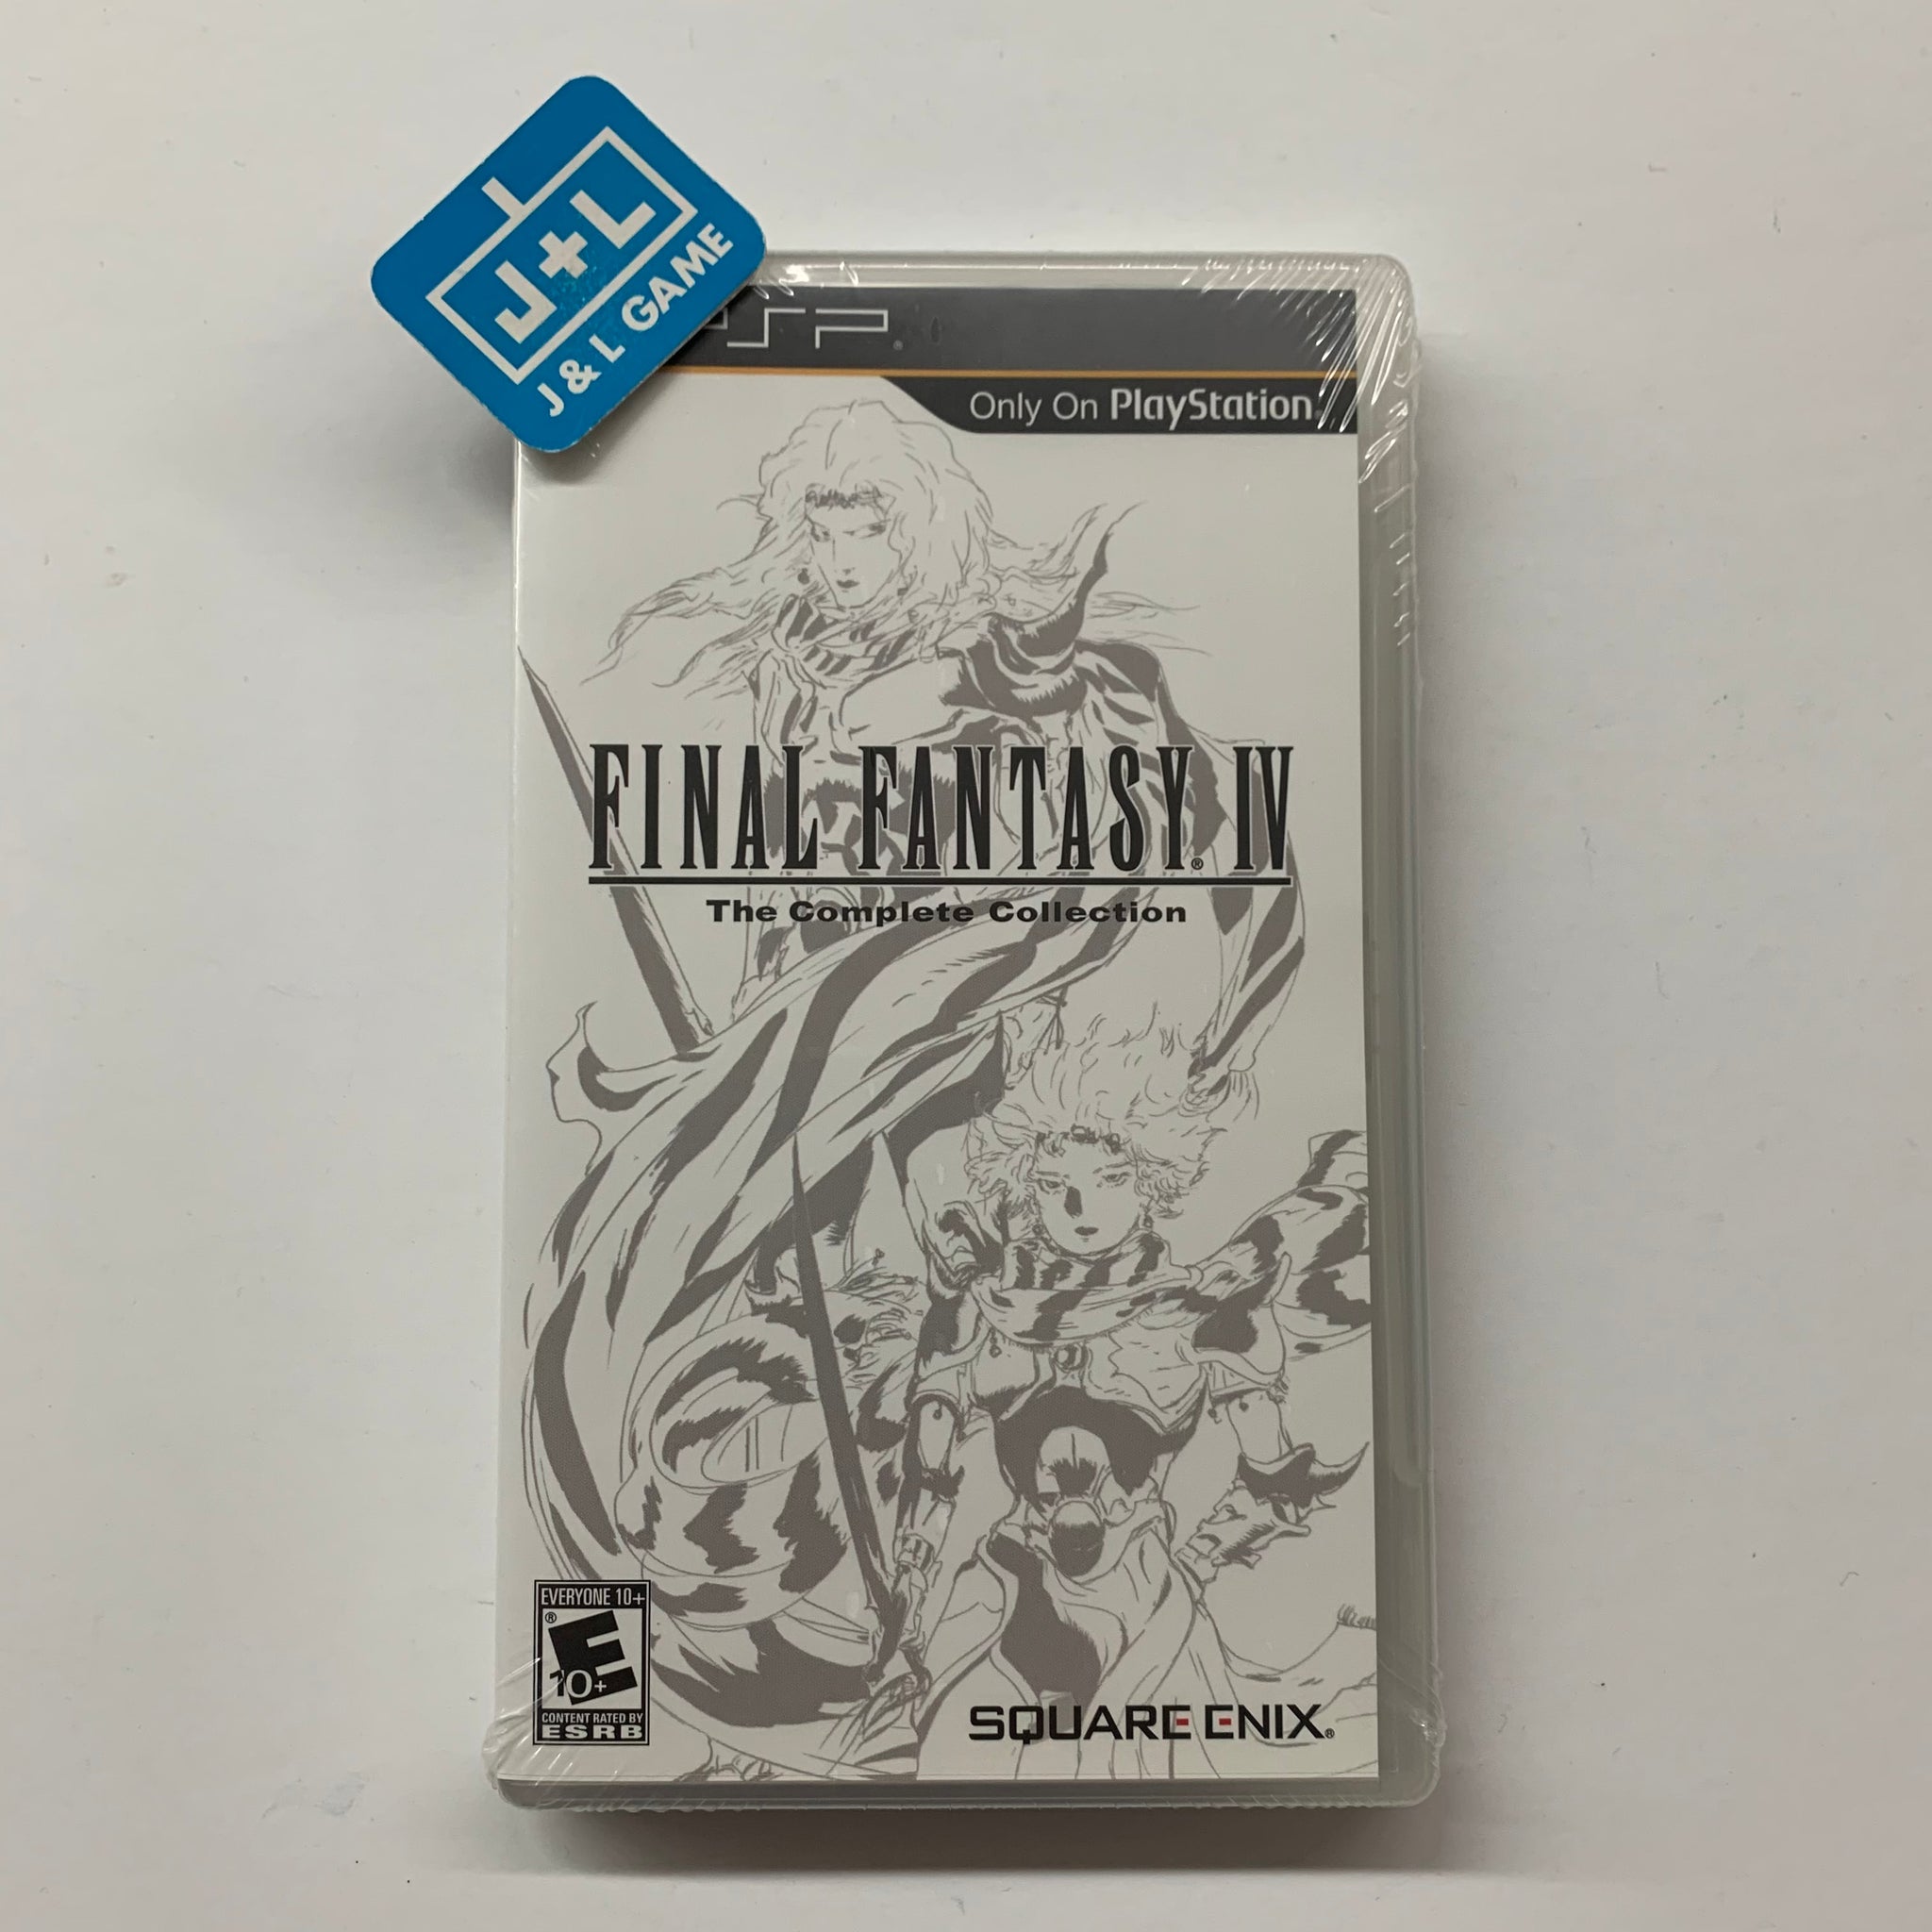 J+L
J & L GAME
PSP
Only On PlayStation
FINAL FANTASY® IV
The Complete Collection
EVERYONE 10+
®
E
10+
CONTENT RATED BY
ESRB
SQUARE ENIX®